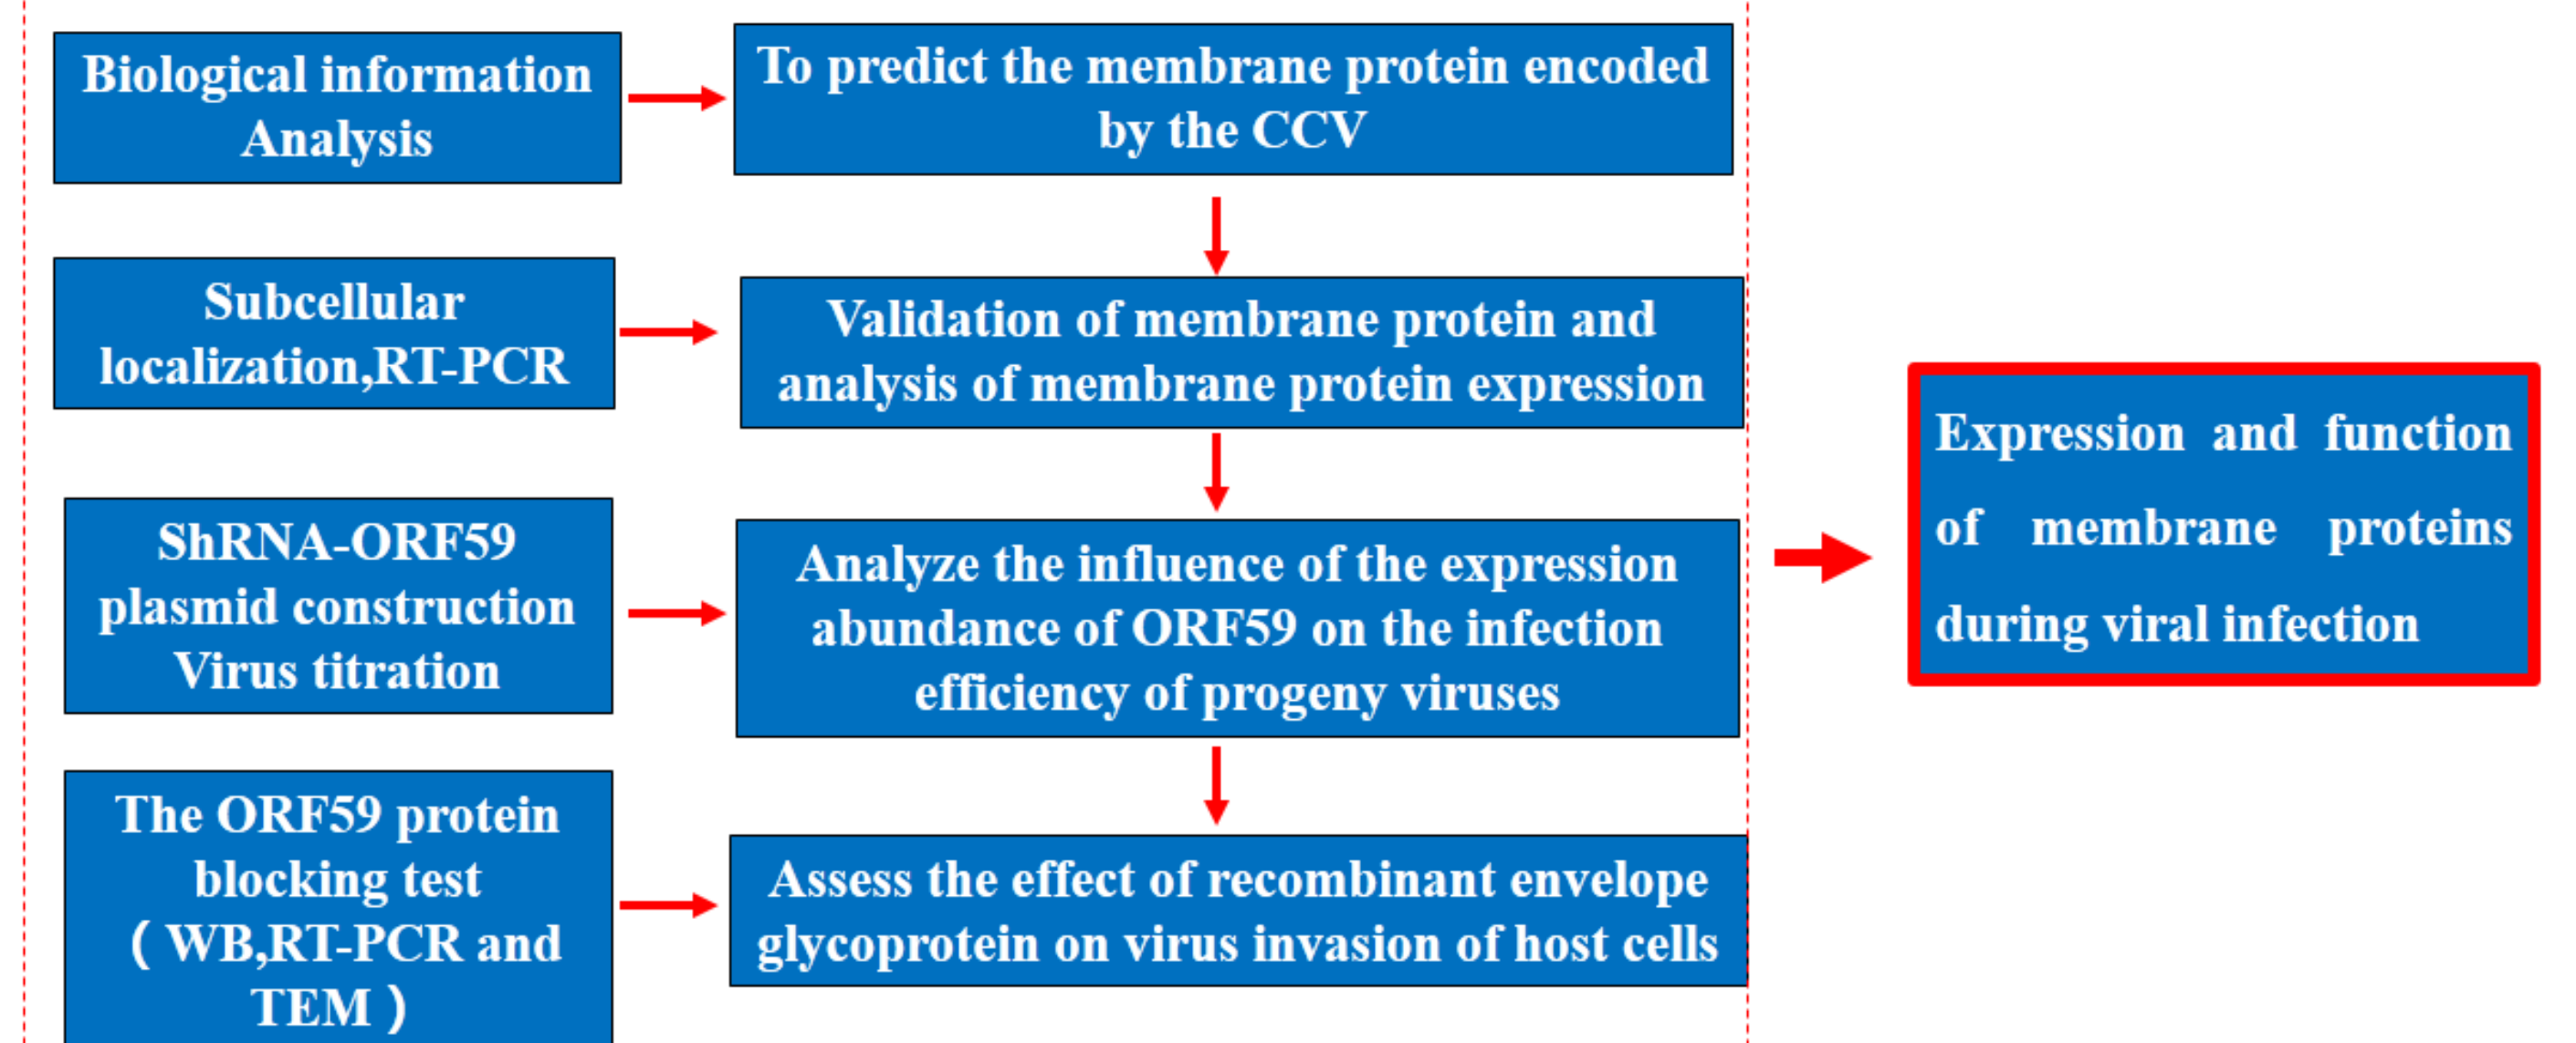 Biological information
Analysis
To predict the membrane protein encoded
by the CCV
Subcellular
localization,RT-PCR
Validation of membrane protein and
analysis of membrane protein expression
ShRNA-ORF59
plasmid construction
Virus titration
Analyze the influence of the expression
abundance of ORF59 on the infection
efficiency of progeny viruses
The ORF59 protein
blocking test
( WB,RT-PCR and
TEM )
Assess the effect of recombinant envelope
glycoprotein on virus invasion of host cells
Expression and function
of membrane proteins
during viral infection